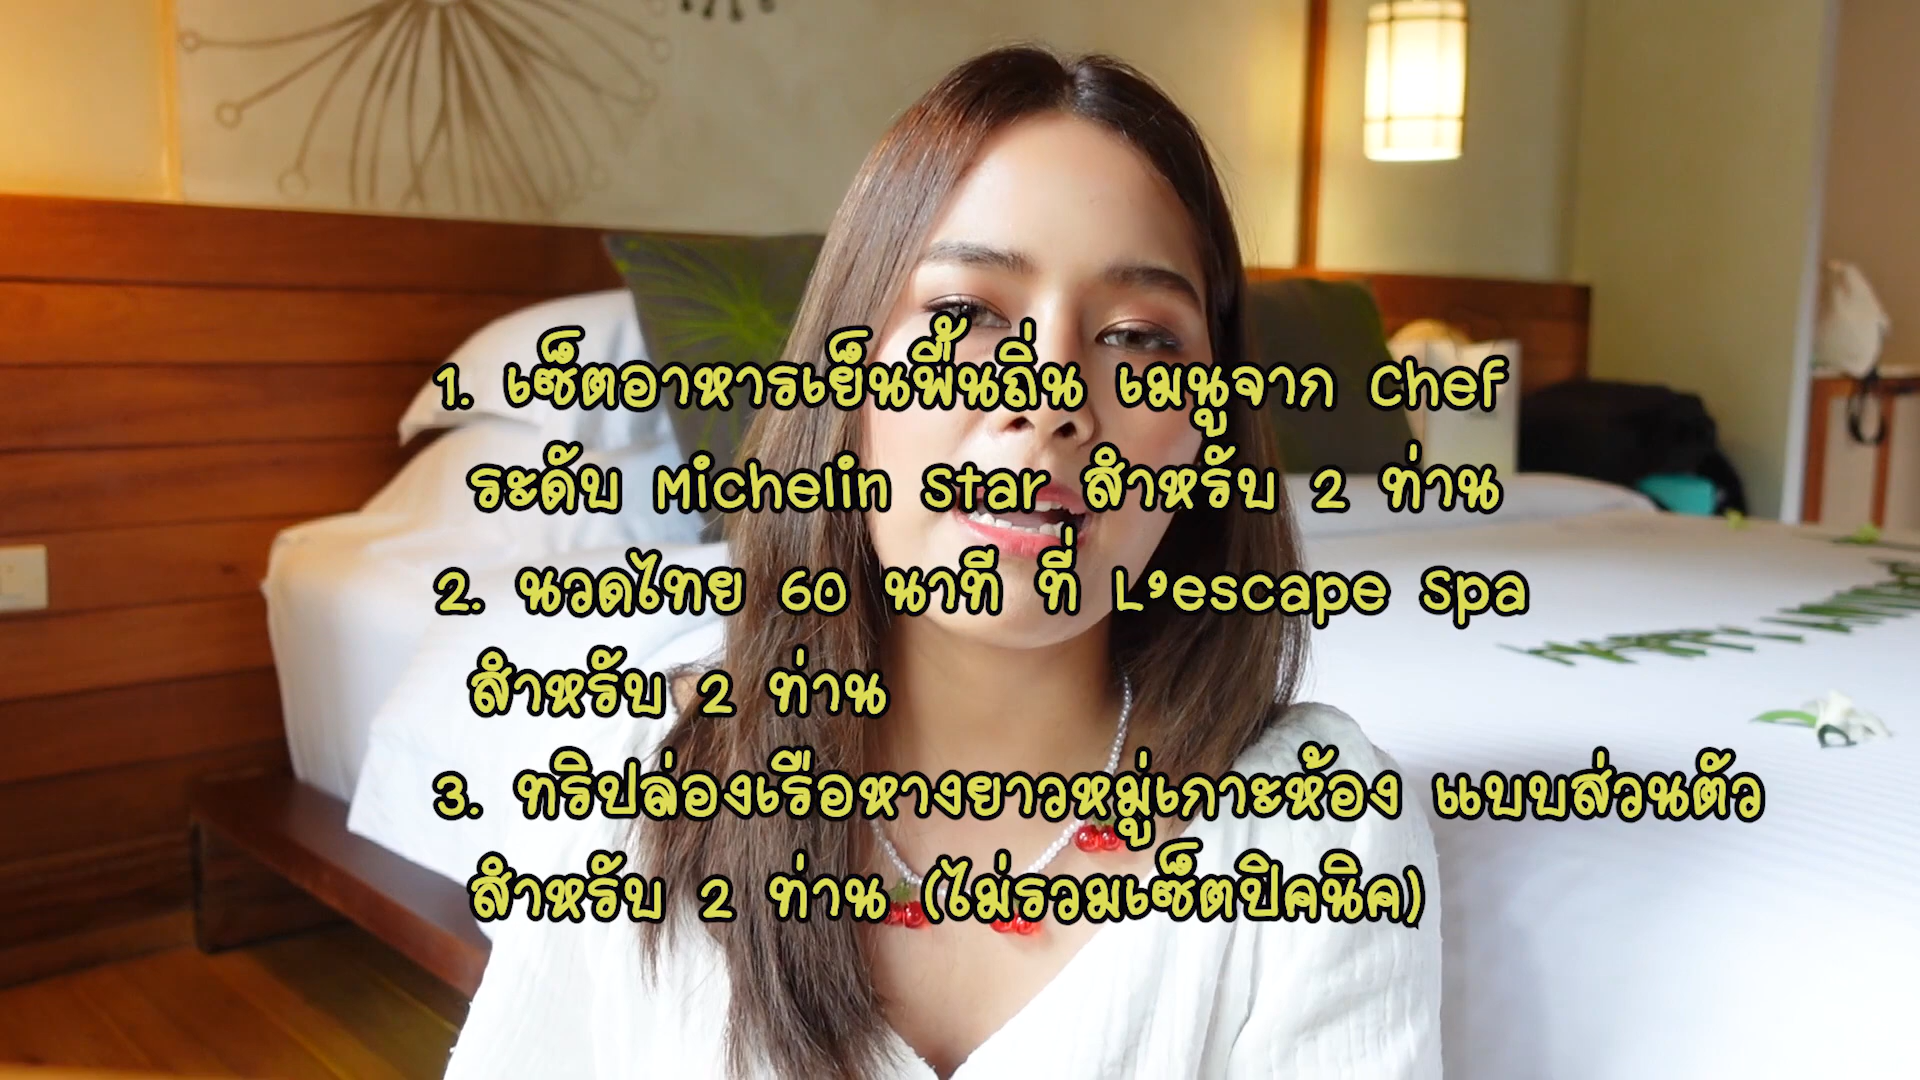 1. เซ็ตอาหารเย็นพื้นถิ่น เมนูจาก Chef
ระดับ Michelin Star สำหรับ 2 ท่าน
2. นวดไทย 60 นาที ที่ L'escape Spa
สำหรับ 2 ท่าน
3. ทริปล่องเรือหางยาวหมู่เกาะห้อง แบบส่วนตัว
สำหรับ 2 ท่าน (ไม่รวมเซ็ตปิคนิค)